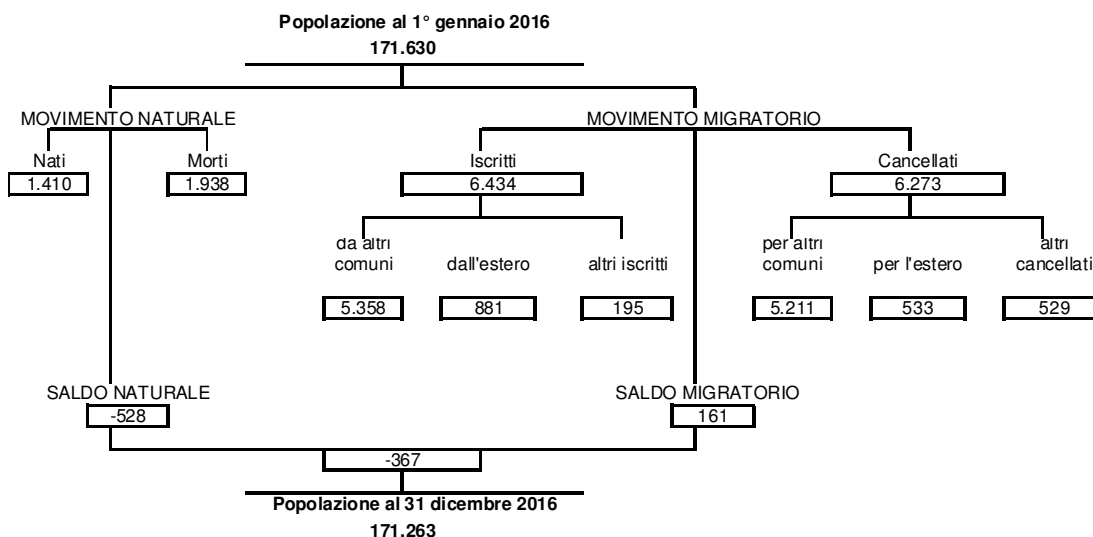 Popolazione al 1° gennaio 2016
171.630
MOVIMENTO NATURALE
MOVIMENTO MIGRATORIO
Nati
Morti
Iscritti
Cancellati
1.410
1.938
6.434
6.273
da altri
comuni
dall'estero
altri iscritti
per altri
comuni
per l'estero
altri
cancellati
5.358
881
195
5.211
533
529
SALDO NATURALE
SALDO MIGRATORIO
-528
161
-367
Popolazione al 31 dicembre 2016
171.263